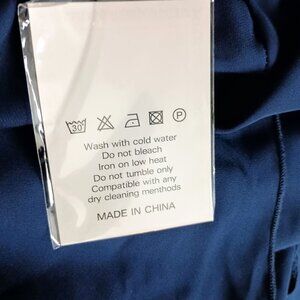 30 P
Wash with cold water
Do not bleach
Iron on low heat
Do not tumble only
Compatible with any
dry cleaning menthods
MADE IN CHINA